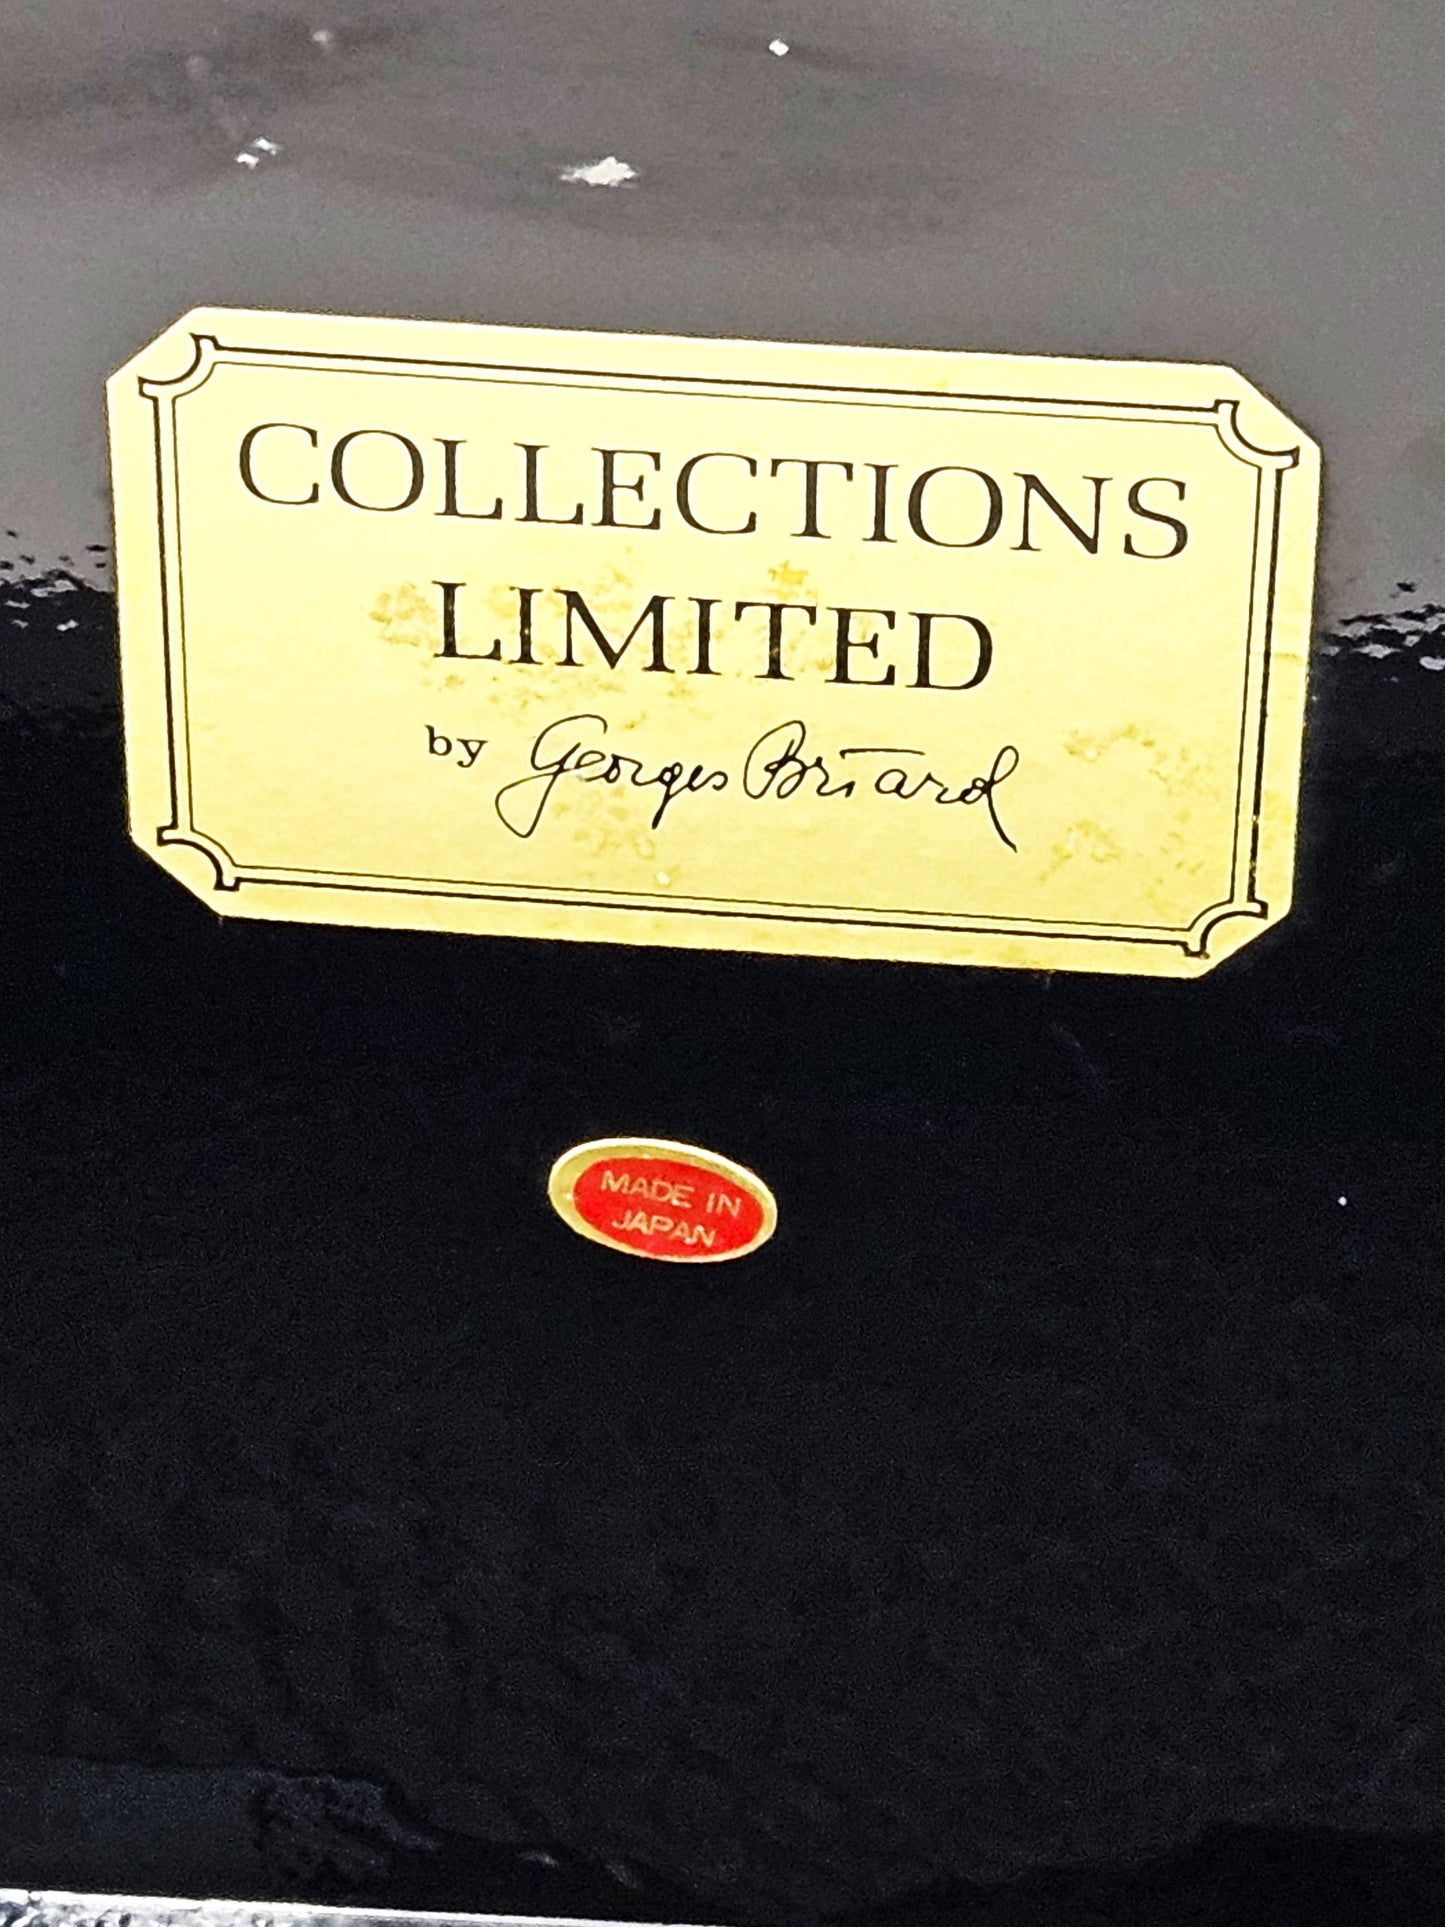 COLLECTIONS
LIMITED
by Georges Briard
MADE IN
JAPAN